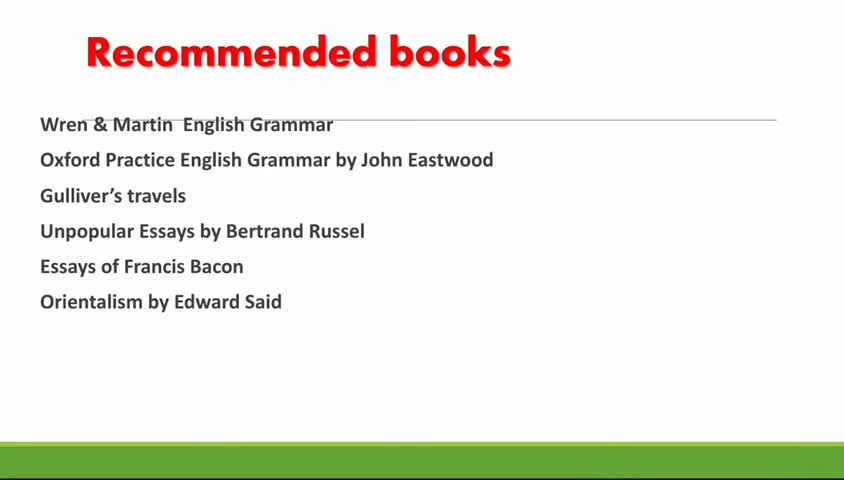 Recommended books
Wren & Martin English Grammar
Oxford Practice English Grammar by John Eastwood
Gulliver’s travels
Unpopular Essays by Bertrand Russel
Essays of Francis Bacon
Orientalism by Edward Said